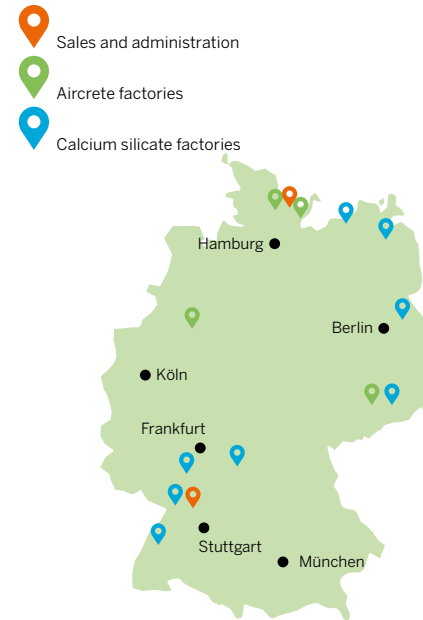 Sales and administration
Aircrete factories
Calcium silicate factories
Hamburg
Berlin
Köln
Frankfurt
Stuttgart
München